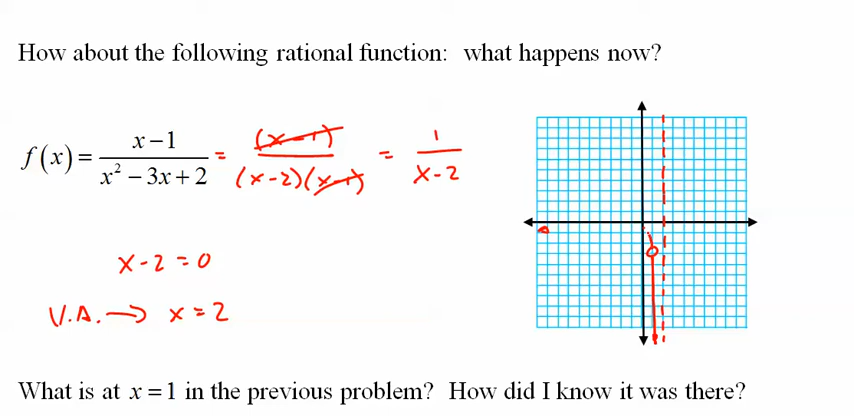 How about the following rational function: what happens now?
f(x) = (x−1)/(x² − 3x + 2) = (x−1)/((x−2)(x−1)) = 1/(x−2)
x−2 = 0
V.A. → x = 2
What is at x = 1 in the previous problem? How did I know it was there?